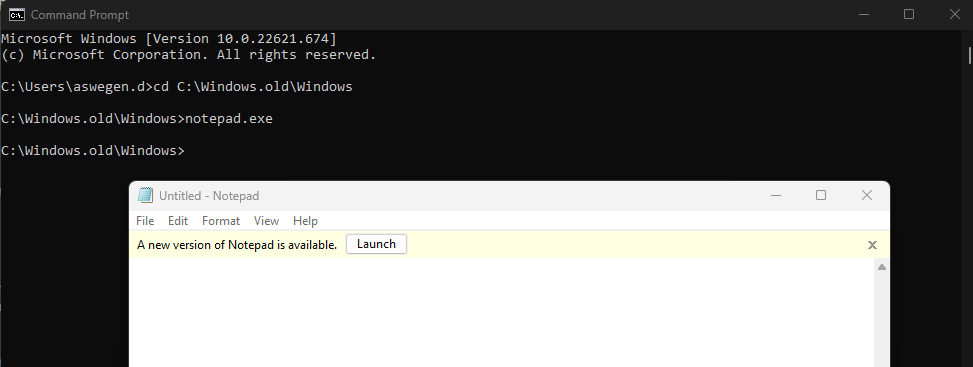 Command Prompt
Microsoft Windows [Version 10.0.22621.674]
(c) Microsoft Corporation. All rights reserved.
C:\Users\aswegen.d>cd C:\Windows.old\Windows
C:\Windows.old\Windows>notepad.exe
C:\Windows.old\Windows>
Untitled - Notepad
File Edit Format View Help
A new version of Notepad is available. Launch x